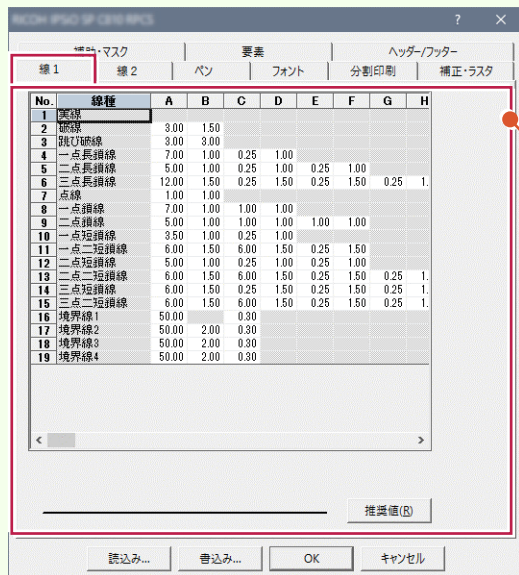 RICOH IPSiO SP C810 RPCS ? ×
補助・マスク 要素 ヘッダー/フッター
線 1 線 2 ペン フォント 分割印刷 補正・ラスタ
No. 線種 A B C D E F G H
1 実線
2 破線 3.00 1.50
3 跳び破線 3.00 3.00
4 一点長鎖線 7.00 1.00 0.25 1.00
5 二点長鎖線 5.00 1.00 0.25 1.00 0.25 1.00
6 三点長鎖線 12.00 1.50 0.25 1.50 0.25 1.50 0.25 1.
7 点線 1.00 1.00
8 一点鎖線 7.00 1.00 1.00 1.00
9 二点鎖線 5.00 1.00 1.00 1.00 1.00 1.00
10 一点短鎖線 3.50 1.00 0.25 1.00
11 一点二短鎖線 6.00 1.50 6.00 1.50 0.25 1.50
12 二点短鎖線 5.00 1.00 0.25 1.00 0.25 1.00
13 二点二短鎖線 6.00 1.50 6.00 1.50 0.25 1.50 0.25 1.
14 三点短鎖線 6.00 1.50 0.25 1.50 0.25 1.50 0.25 1.
15 三点二短鎖線 6.00 1.50 6.00 1.50 0.25 1.50 0.25 1.
16 境界線1 50.00 0.30
17 境界線2 50.00 2.00 0.30
18 境界線3 50.00 2.00 0.30
19 境界線4 50.00 2.00 0.30
推奨値(R)
読込み... 書込み... OK キャンセル